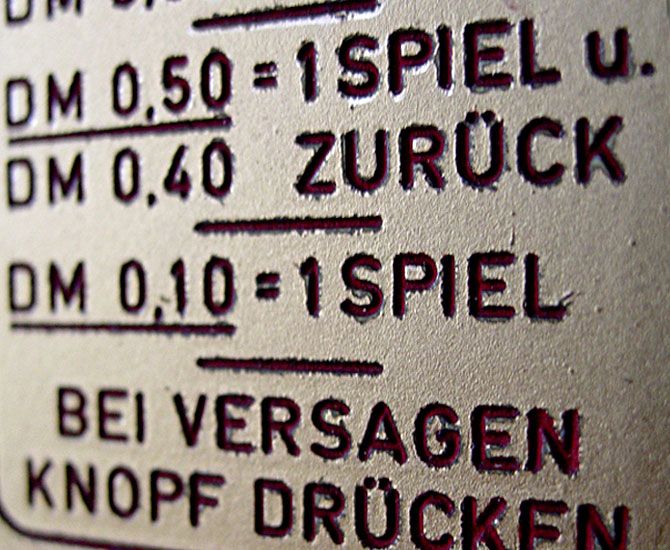 DM 0,50 = 1 SPIEL u.
DM 0,40 ZURÜCK
DM 0,10 = 1 SPIEL
BEI VERSAGEN
KNOPF DRÜCKEN